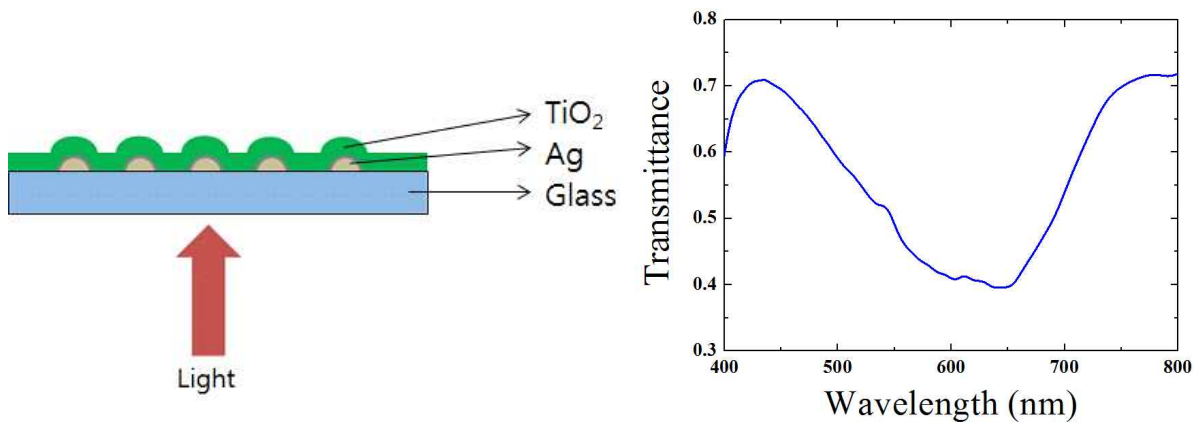 TiO₂
Ag
Glass
Light
Transmittance
0.8
0.7
0.6
0.5
0.4
0.3
400 500 600 700 800
Wavelength (nm)